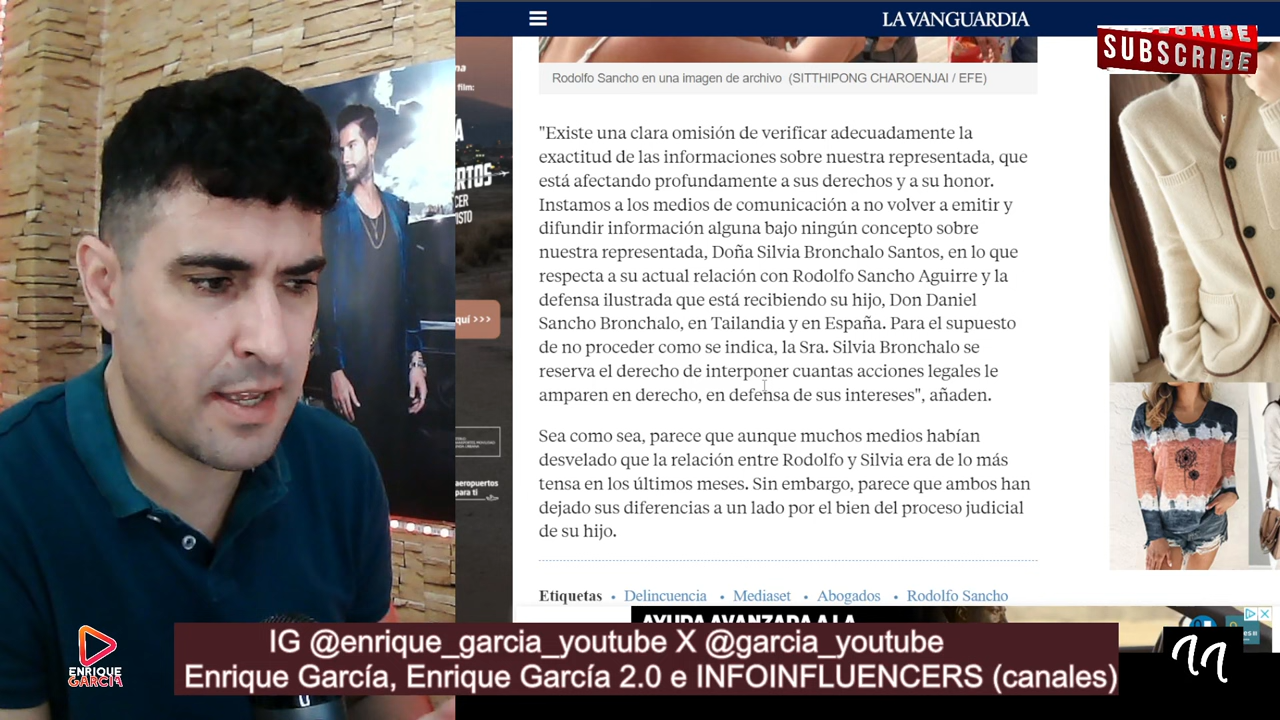 LAVANGUARDIA
SUBSCRIBE
SUBSCRIBE
Rodolfo Sancho en una imagen de archivo (SITTHIPONG CHAROENJAI / EFE)
"Existe una clara omisión de verificar adecuadamente la
exactitud de las informaciones sobre nuestra representada, que
está afectando profundamente a sus derechos y a su honor.
Instamos a los medios de comunicación a no volver a emitir y
difundir información alguna bajo ningún concepto sobre
nuestra representada, Doña Silvia Bronchalo Santos, en lo que
respecta a su actual relación con Rodolfo Sancho Aguirre y la
defensa ilustrada que está recibiendo su hijo, Don Daniel
Sancho Bronchalo, en Tailandia y en España. Para el supuesto
de no proceder como se indica, la Sra. Silvia Bronchalo se
reserva el derecho de interponer cuantas acciones legales le
amparen en derecho, en defensa de sus intereses", añaden.
Sea como sea, parece que aunque muchos medios habían
desvelado que la relación entre Rodolfo y Silvia era de lo más
tensa en los últimos meses. Sin embargo, parece que ambos han
dejado sus diferencias a un lado por el bien del proceso judicial
de su hijo.
Etiquetas • Delincuencia • Mediaset • Abogados • Rodolfo Sancho
film:
quí >>>
aeropuertos
para ti
AYUDA AVANZADA A LA
IG @enrique_garcia_youtube X @garcia_youtube
Enrique García, Enrique García 2.0 e INFOINFLUENCERS (canales)
ENRIQUE
GARCÍA